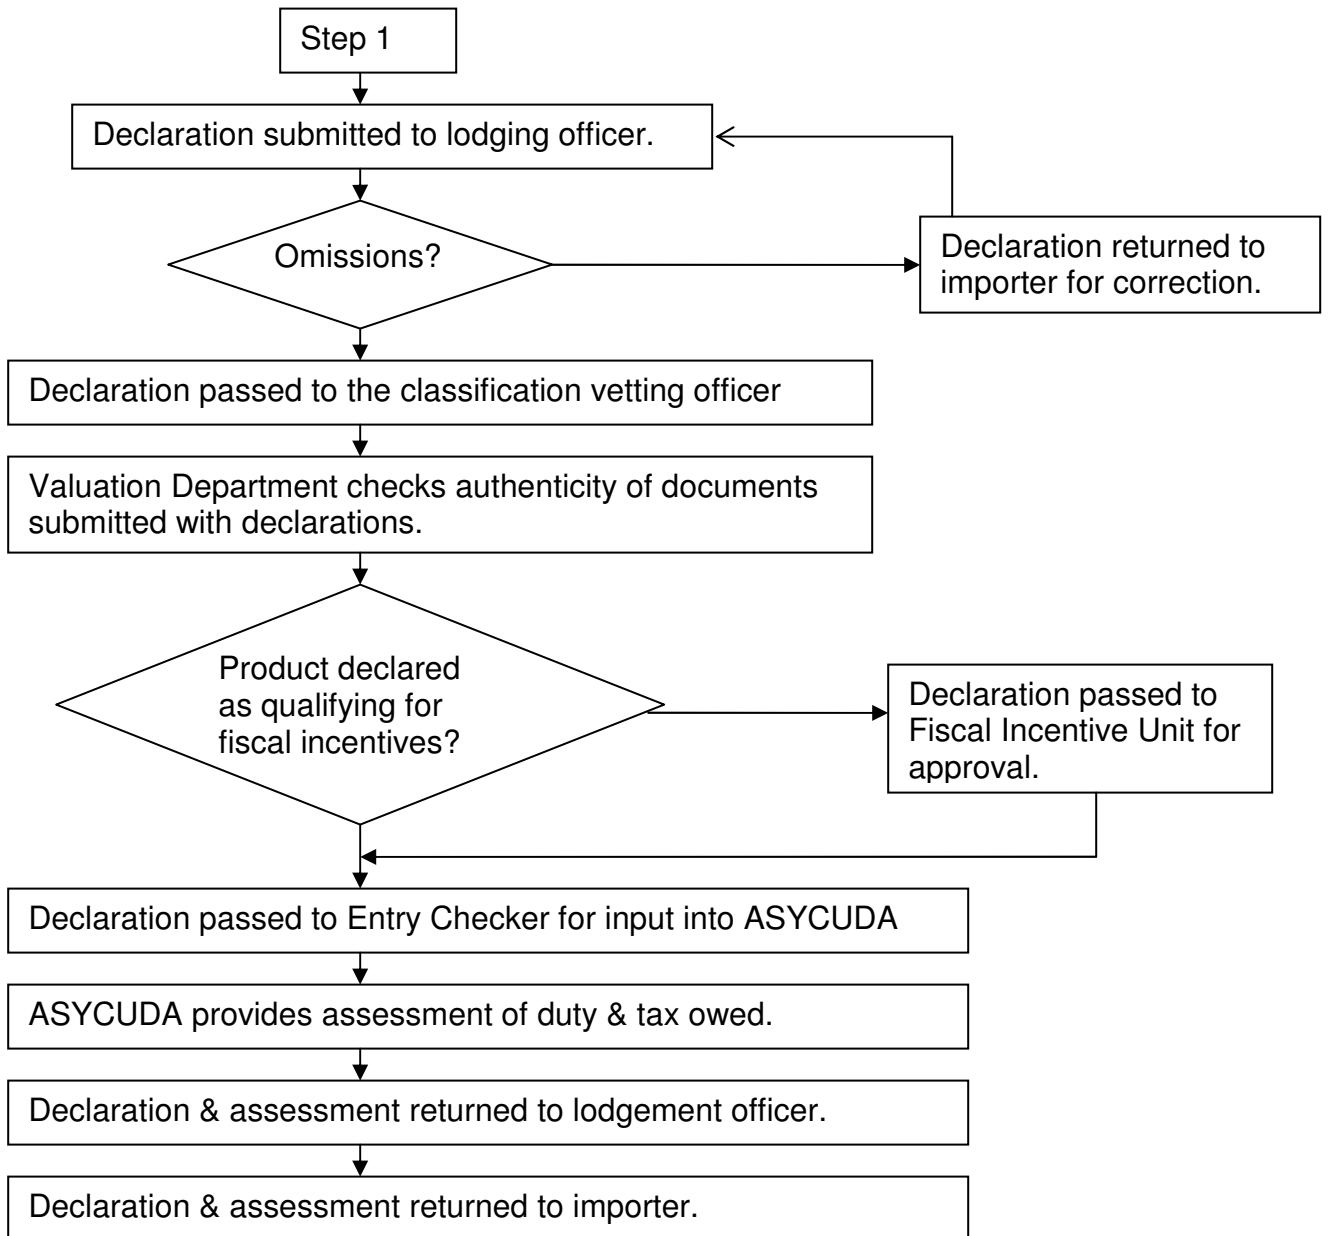 Step 1
Declaration submitted to lodging officer.
Omissions?
Declaration returned to
importer for correction.
Declaration passed to the classification vetting officer
Valuation Department checks authenticity of documents
submitted with declarations.
Product declared
as qualifying for
fiscal incentives?
Declaration passed to
Fiscal Incentive Unit for
approval.
Declaration passed to Entry Checker for input into ASYCUDA
ASYCUDA provides assessment of duty & tax owed.
Declaration & assessment returned to lodgement officer.
Declaration & assessment returned to importer.